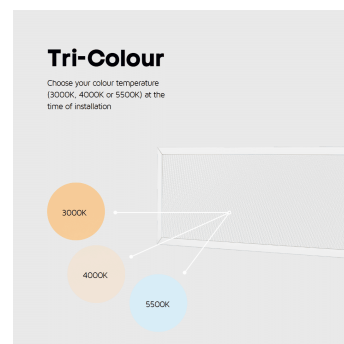 Tri-Colour
Choose your colour temperature
(3000K, 4000K or 5500K) at the
time of installation
3000K
4000K
5500K